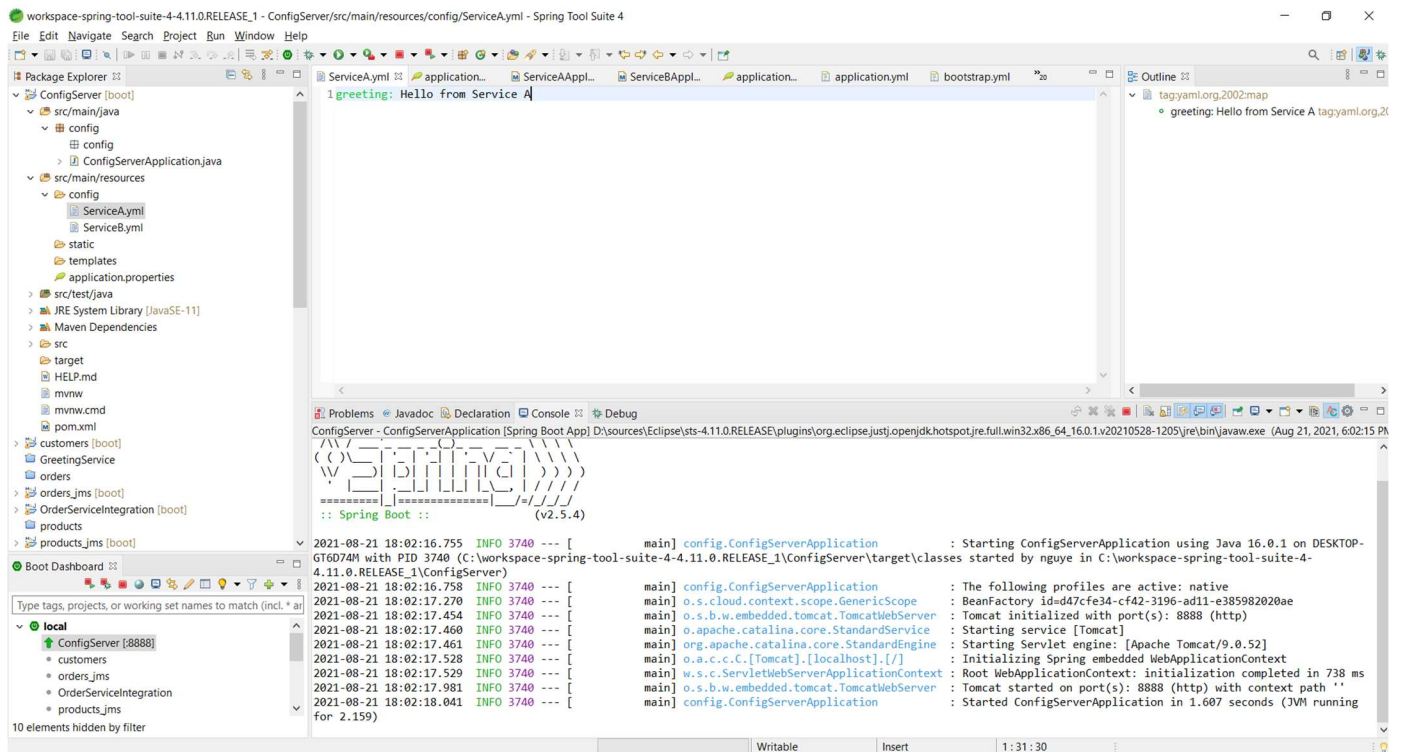 workspace-spring-tool-suite-4-4.11.0.RELEASE_1 - ConfigServer/src/main/resources/config/ServiceA.yml - Spring Tool Suite 4
File Edit Navigate Search Project Run Window Help
Package Explorer
ConfigServer [boot]
src/main/java
config
config
ConfigServerApplication.java
src/main/resources
config
ServiceA.yml
ServiceB.yml
static
templates
application.properties
src/test/java
JRE System Library [JavaSE-11]
Maven Dependencies
src
target
HELP.md
mvnw
mvnw.cmd
pom.xml
customers [boot]
GreetingService
orders
orders_jms [boot]
OrderServiceIntegration [boot]
products
products_jms [boot]
Boot Dashboard
Type tags, projects, or working set names to match (incl. * ar
local
ConfigServer [:8888]
customers
orders_jms
OrderServiceIntegration
products_jms
10 elements hidden by filter
ServiceA.yml application... ServiceAAppl... ServiceBAppl... application... application.yml bootstrap.yml »20
1 greeting: Hello from Service A
Outline
tag:yaml.org,2002:map
greeting: Hello from Service A tag:yaml.org,20
Problems Javadoc Declaration Console Debug
ConfigServer - ConfigServerApplication [Spring Boot App] D:\sources\Eclipse\sts-4.11.0.RELEASE\plugins\org.eclipse.justj.openjdk.hotspot.jre.full.win32.x86_64_16.0.1.v20210528-1205\jre\bin\javaw.exe (Aug 21, 2021, 6:02:15 PM
:: Spring Boot :: (v2.5.4)
2021-08-21 18:02:16.755 INFO 3740 --- [ main] config.ConfigServerApplication : Starting ConfigServerApplication using Java 16.0.1 on DESKTOP-
GT6D74M with PID 3740 (C:\workspace-spring-tool-suite-4-4.11.0.RELEASE_1\ConfigServer\target\classes started by nguye in C:\workspace-spring-tool-suite-4-
4.11.0.RELEASE_1\ConfigServer)
2021-08-21 18:02:16.758 INFO 3740 --- [ main] config.ConfigServerApplication : The following profiles are active: native
2021-08-21 18:02:17.270 INFO 3740 --- [ main] o.s.cloud.context.scope.GenericScope : BeanFactory id=d47cfe34-cf42-3196-ad11-e385982020ae
2021-08-21 18:02:17.454 INFO 3740 --- [ main] o.s.b.w.embedded.tomcat.TomcatWebServer : Tomcat initialized with port(s): 8888 (http)
2021-08-21 18:02:17.460 INFO 3740 --- [ main] o.apache.catalina.core.StandardService : Starting service [Tomcat]
2021-08-21 18:02:17.461 INFO 3740 --- [ main] org.apache.catalina.core.StandardEngine : Starting Servlet engine: [Apache Tomcat/9.0.52]
2021-08-21 18:02:17.528 INFO 3740 --- [ main] o.a.c.c.C.[Tomcat].[localhost].[/] : Initializing Spring embedded WebApplicationContext
2021-08-21 18:02:17.529 INFO 3740 --- [ main] w.s.c.ServletWebServerApplicationContext : Root WebApplicationContext: initialization completed in 738 ms
2021-08-21 18:02:17.981 INFO 3740 --- [ main] o.s.b.w.embedded.tomcat.TomcatWebServer : Tomcat started on port(s): 8888 (http) with context path ''
2021-08-21 18:02:18.041 INFO 3740 --- [ main] config.ConfigServerApplication : Started ConfigServerApplication in 1.607 seconds (JVM running
for 2.159)
Writable Insert 1 : 31 : 30